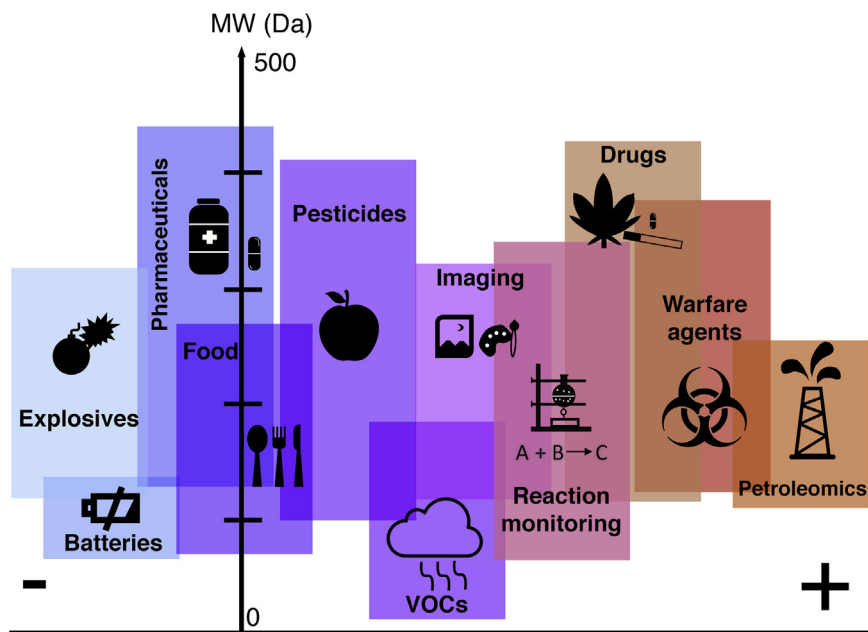 MW (Da)
500
Pharmaceuticals
Pesticides
Drugs
Imaging
Warfare
agents
Food
Explosives
A + B → C
Petroleomics
Reaction
monitoring
Batteries
VOCs
-
+
0